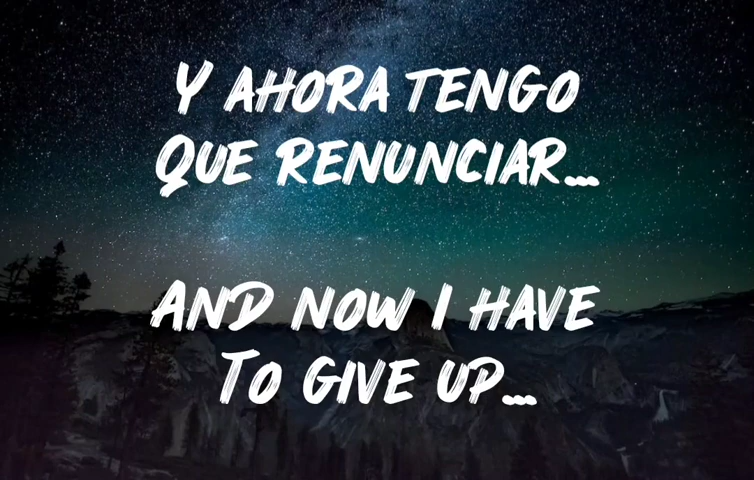 Y AHORA TENGO
QUE RENUNCIAR...
AND NOW I HAVE
TO GIVE UP...